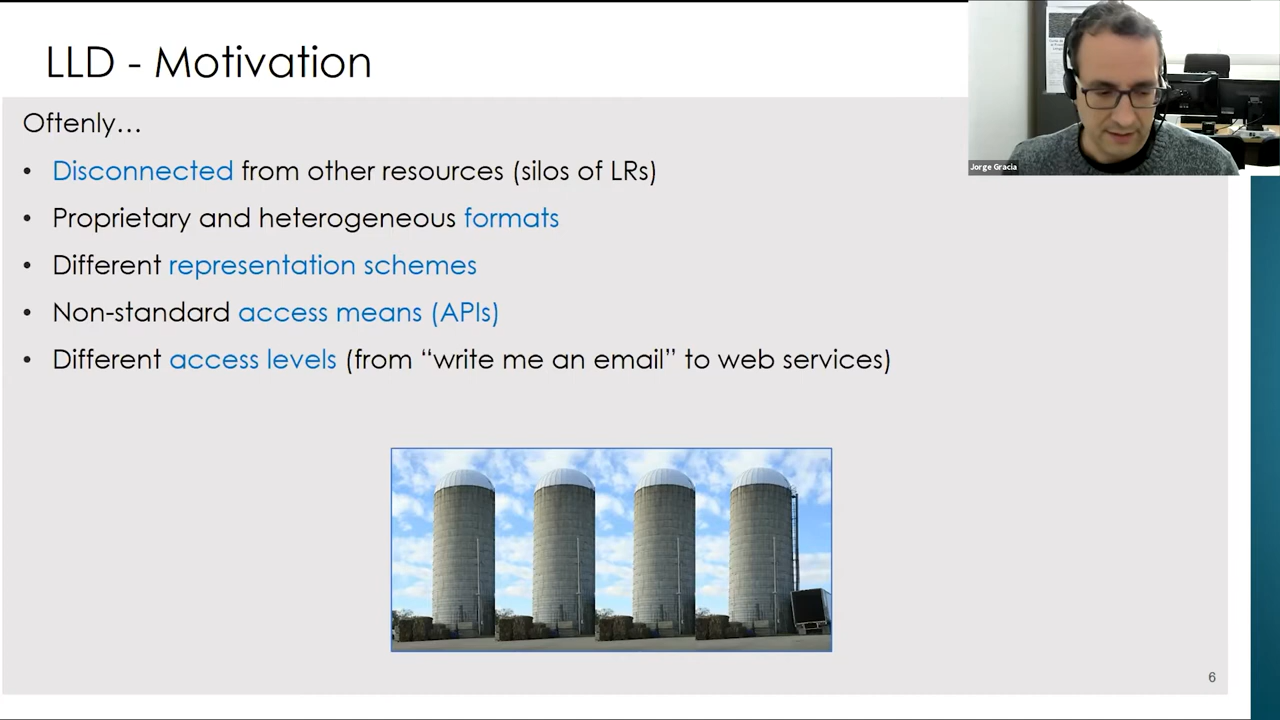 LLD - Motivation
Oftenly…
• Disconnected from other resources (silos of LRs)
• Proprietary and heterogeneous formats
• Different representation schemes
• Non-standard access means (APIs)
• Different access levels (from “write me an email” to web services)
Jorge Gracia
6